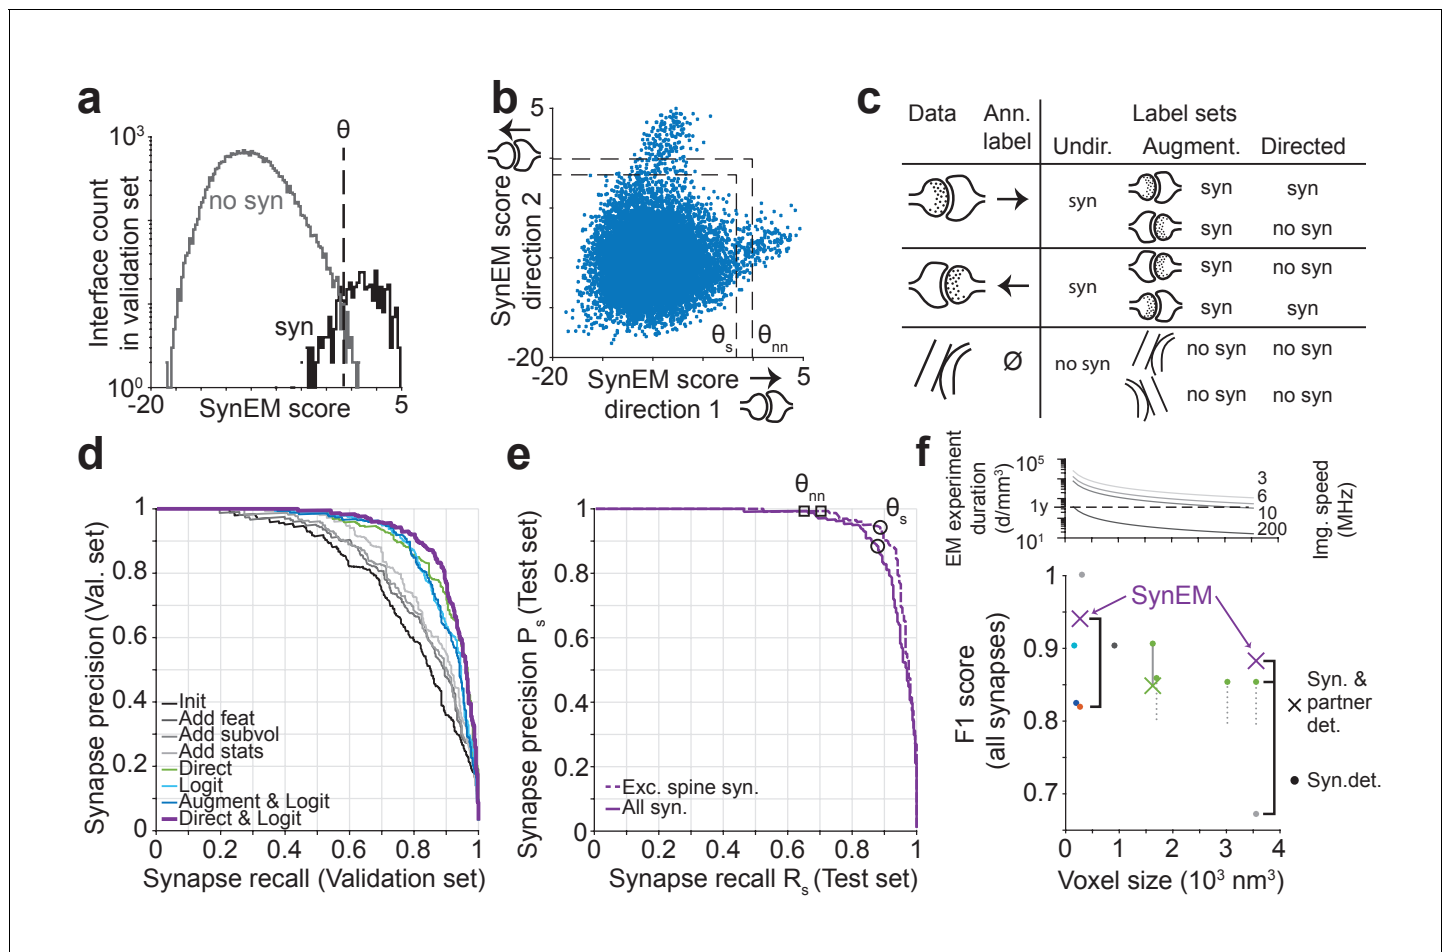 a
θ
10³
no syn
syn
Interface count
in validation set
10⁰
-20
SynEM score
5
b
5
2
SynEM score
direction 2
θs
θnn
-20
-20
SynEM score
5
direction 1
c
Data
Ann.
label
Label sets
Undir.
Augment.
Directed
syn
syn
syn
syn
no syn
syn
syn
no syn
syn
syn
Ø
no syn
no syn
no syn
no syn
no syn
d
1
0.8
0.6
0.4
0.2
0
Synapse precision (Val. set)
Init
Add feat
Add subvol
Add stats
Direct
Logit
Augment & Logit
Direct & Logit
0
0.2
0.4
0.6
0.8
1
Synapse recall (Validation set)
e
θnn
θs
1
0.8
0.6
0.4
0.2
0
Synapse precision Ps (Test set)
Exc. spine syn.
All syn.
0
0.2
0.4
0.6
0.8
1
Synapse recall Rs (Test set)
f
EM experiment
duration
(d/mm³)
10⁵
1y
10¹
3
6
10
200
Img. speed
(MHz)
SynEM
1
0.9
0.8
0.7
F1 score
(all synapses)
Syn. &
partner
det.
Syn.det.
0
1
2
3
4
Voxel size (10³ nm³)